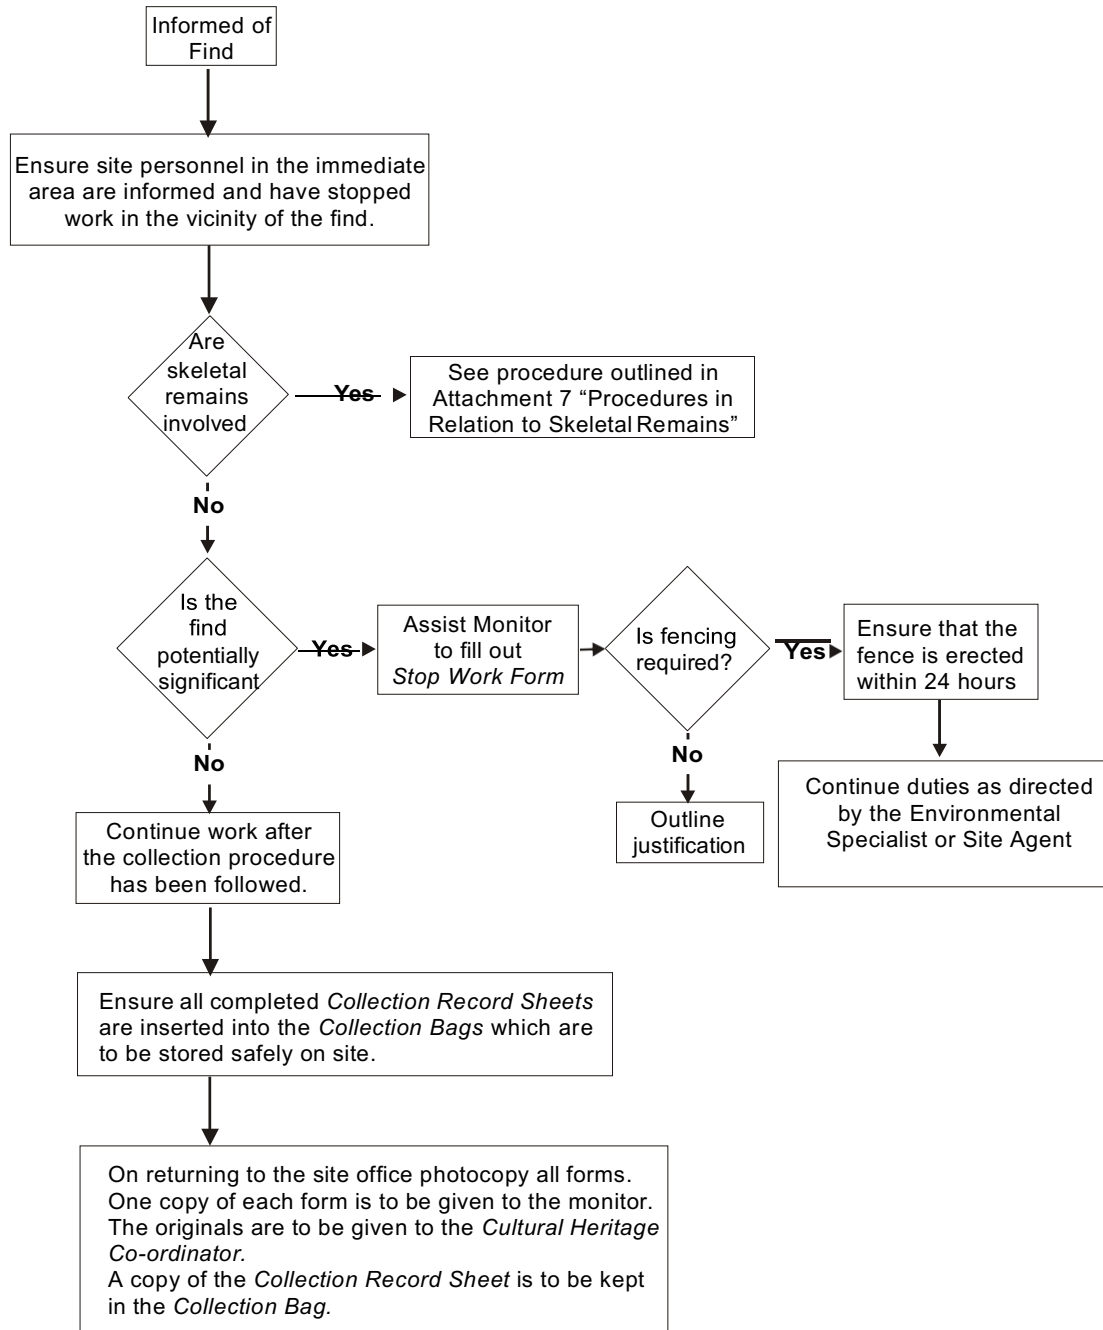 Informed of
Find
Ensure site personnel in the immediate
area are informed and have stopped
work in the vicinity of the find.
Are
skeletal
remains
involved
Yes
See procedure outlined in
Attachment 7 “Procedures in
Relation to Skeletal Remains”
No
Is the
find
potentially
significant
Yes
Assist Monitor
to fill out
Stop Work Form
Is fencing
required?
Yes
Ensure that the
fence is erected
within 24 hours
No
No
Outline
justification
Continue duties as directed
by the Environmental
Specialist or Site Agent
Continue work after
the collection procedure
has been followed.
Ensure all completed Collection Record Sheets
are inserted into the Collection Bags which are
to be stored safely on site.
On returning to the site office photocopy all forms.
One copy of each form is to be given to the monitor.
The originals are to be given to the Cultural Heritage
Co-ordinator.
A copy of the Collection Record Sheet is to be kept
in the Collection Bag.